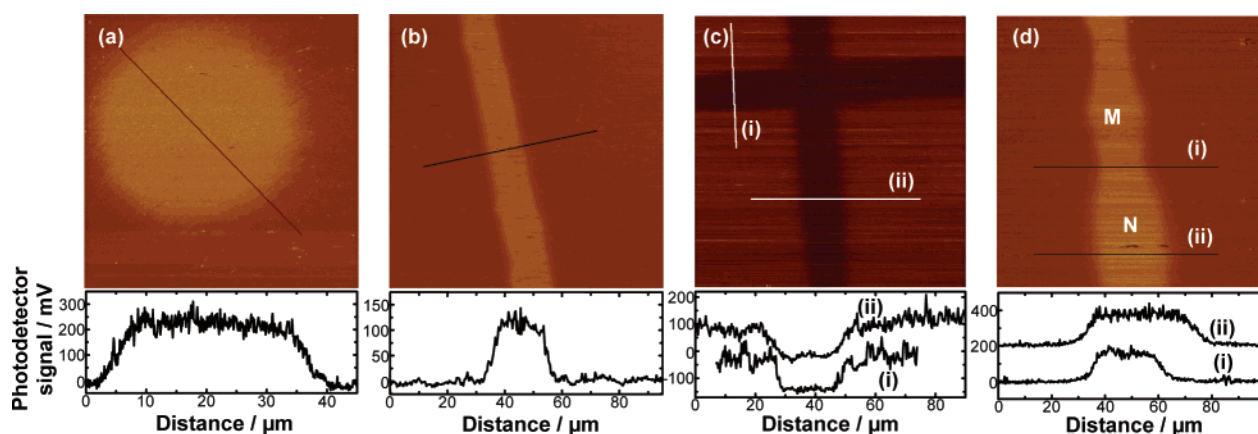 (a)
(b)
(c)
(i)
(ii)
(d)
M
(i)
N
(ii)
Photodetector
signal / mV
300
200
100
0
0 10 20 30 40
Distance / µm
150
100
50
0
0 20 40 60 80
Distance / µm
200
100
0
-100
(ii)
(i)
0 20 40 60 80
Distance / µm
400
200
0
(ii)
(i)
0 20 40 60 80
Distance / µm